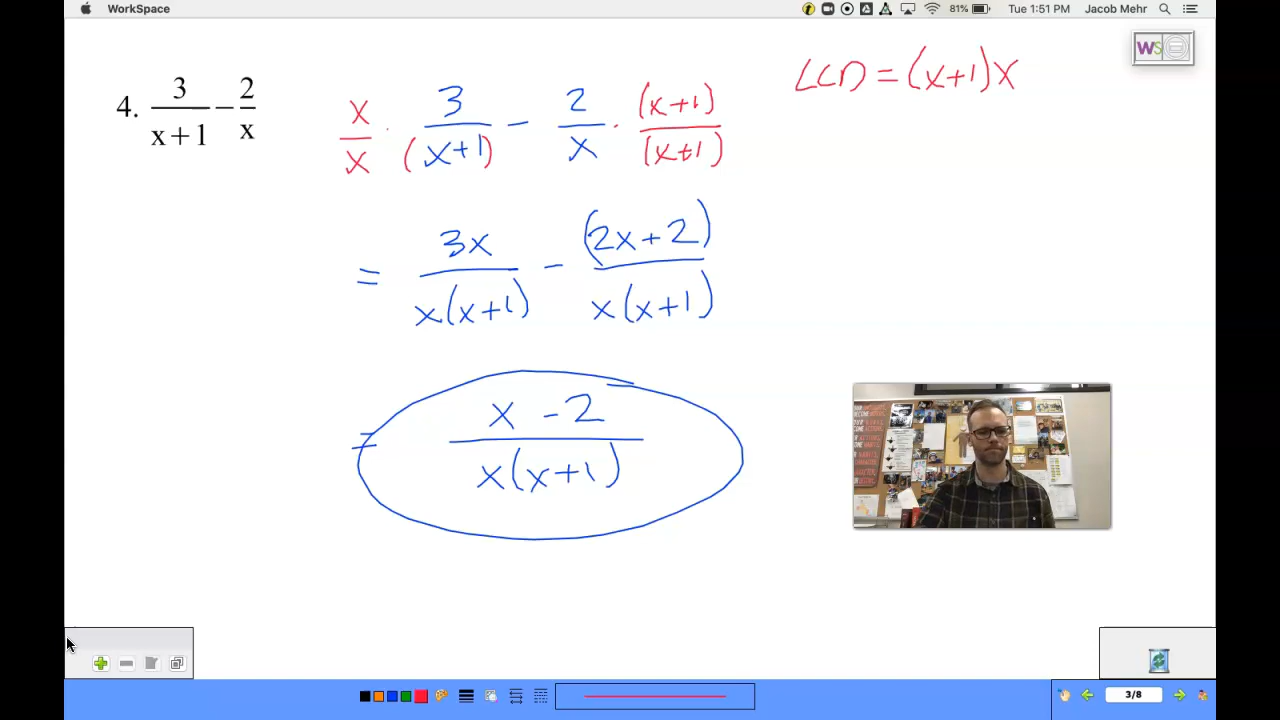 WorkSpace 81% Tue 1:51 PM Jacob Mehr
WS
LCD = (x+1)x
4. 3/(x+1) − 2/x
x/x · 3/(x+1) − 2/x · (x+1)/(x+1)
= 3x/x(x+1) − (2x+2)/x(x+1)
= x − 2/x(x+1)
3/8